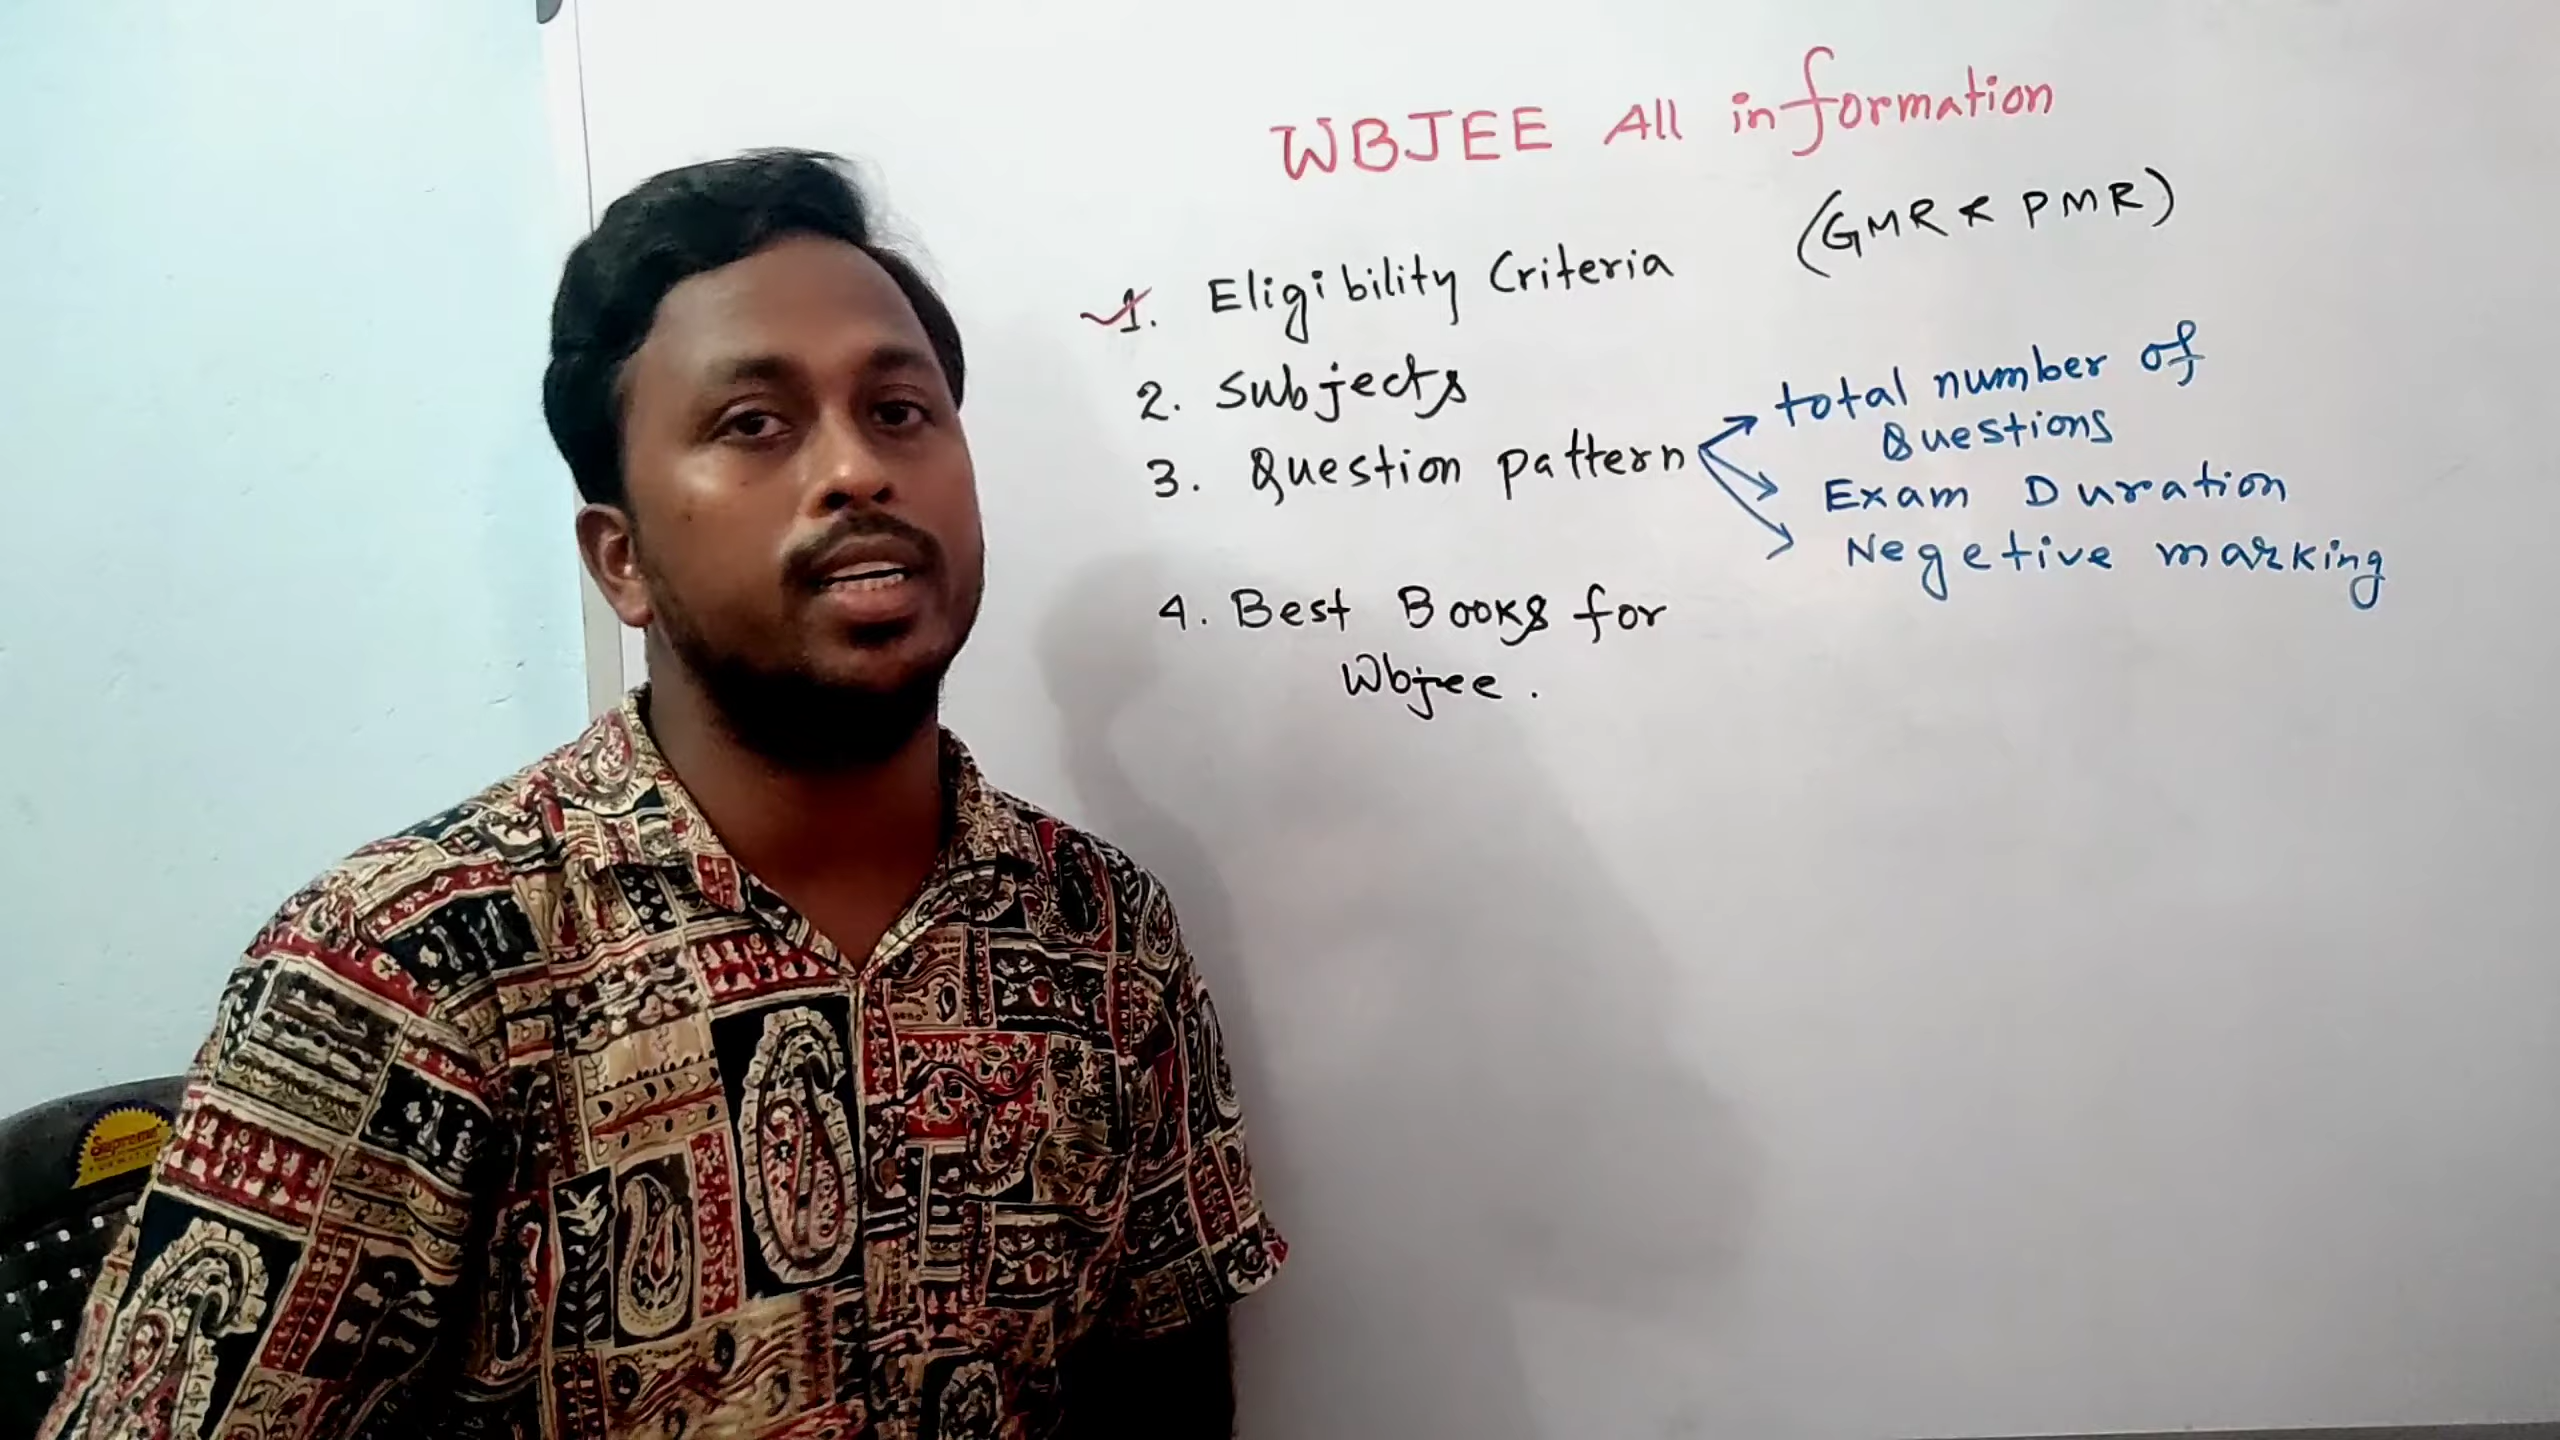 WBJEE All information
(GMR & PMR)
1. Eligibility Criteria
2. Subjects
3. Question pattern
total number of
Questions
Exam Duration
Negetive marking
4. Best Books for
Wbjee.
Supreme